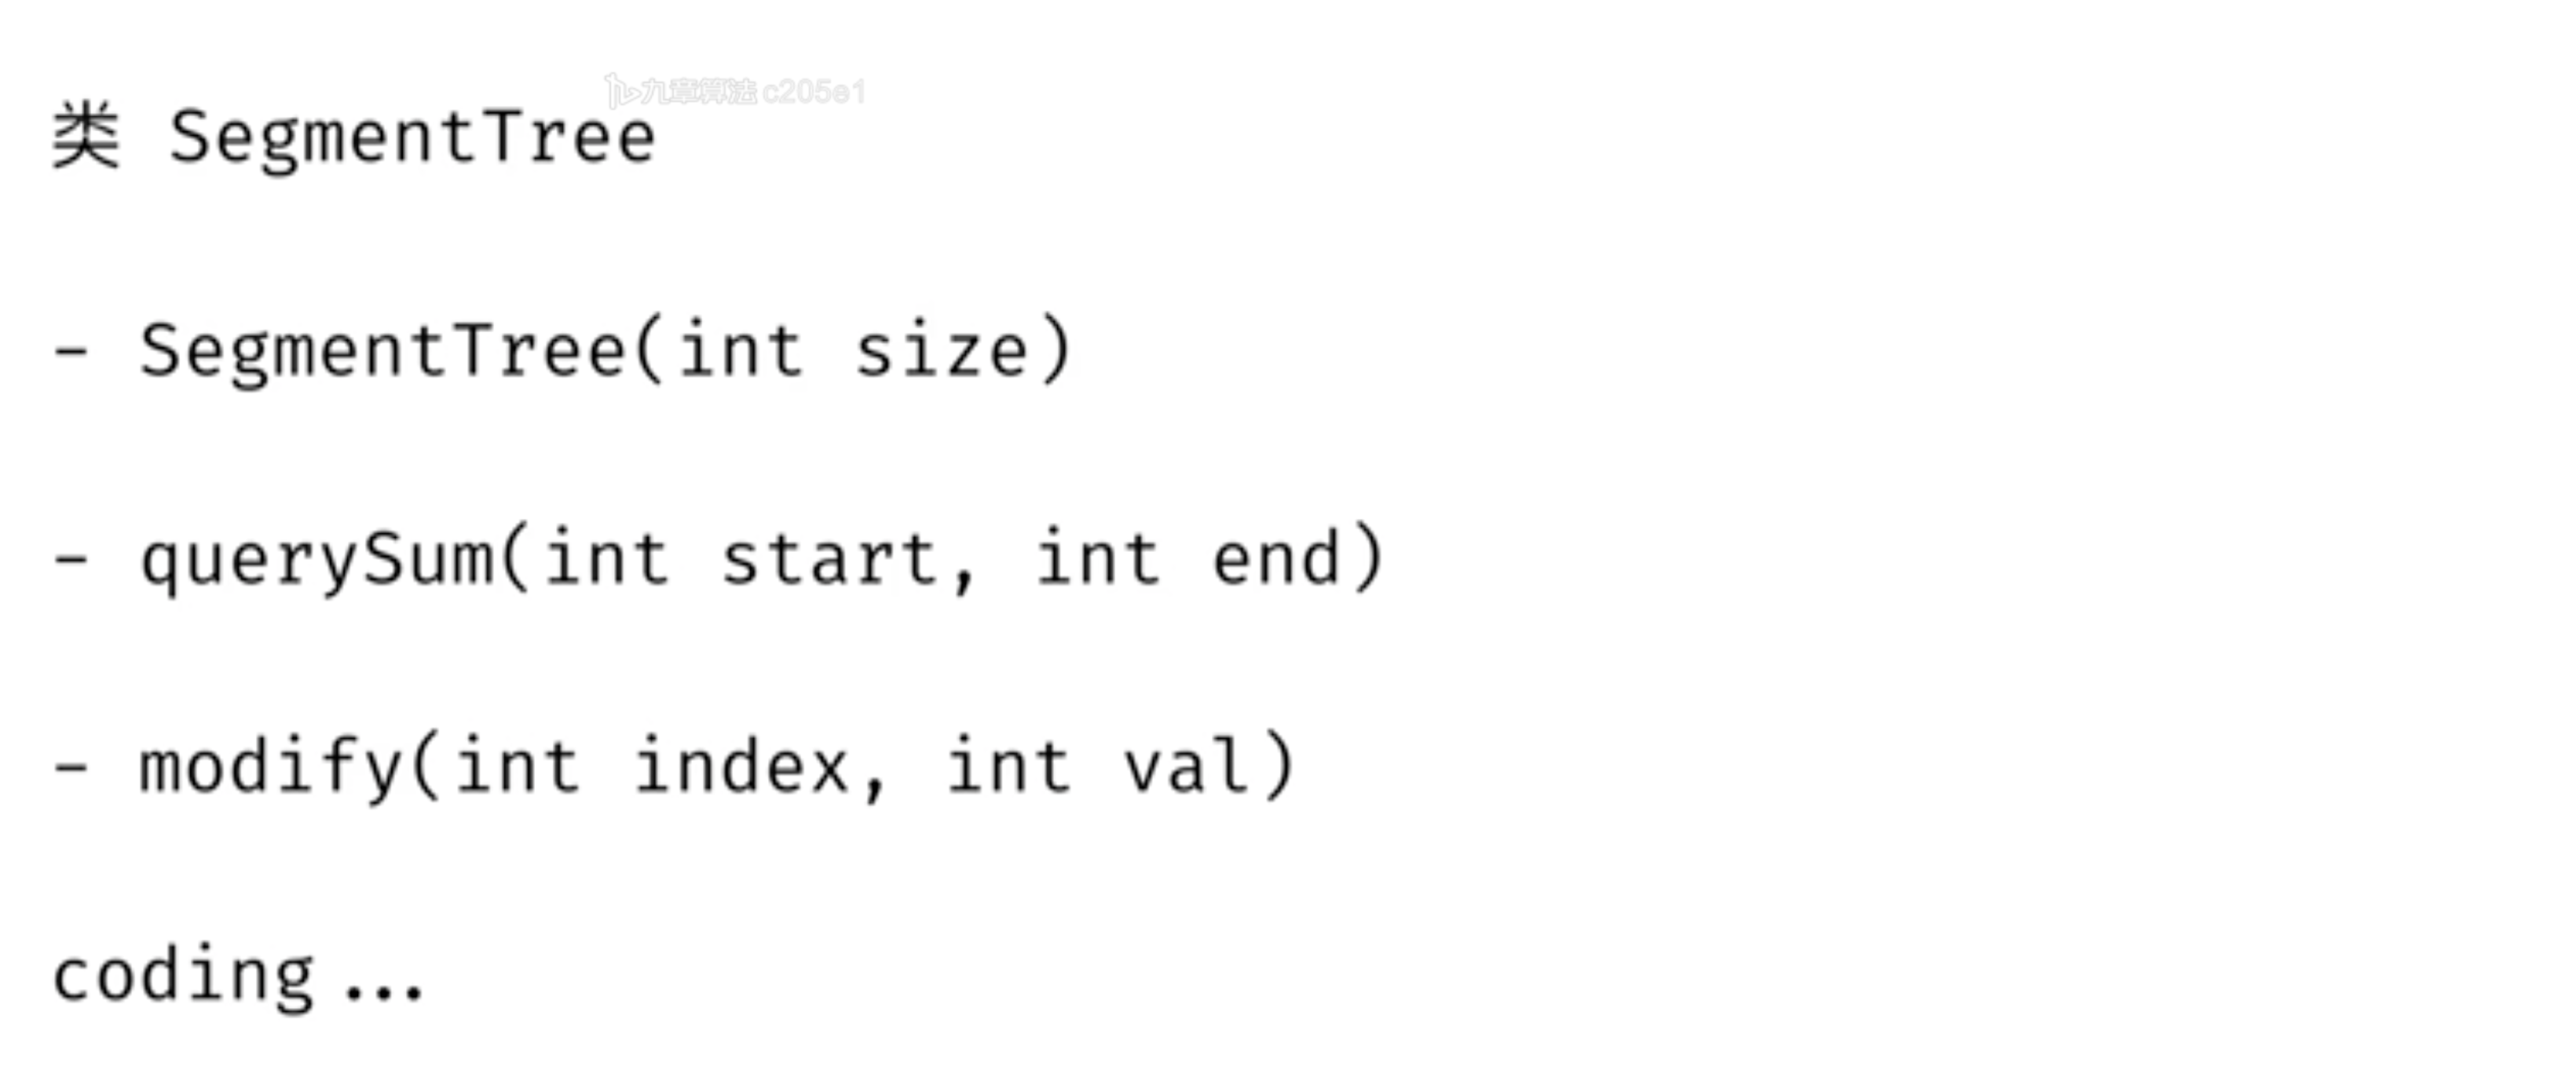 九章算法 c205e1
类 SegmentTree
- SegmentTree(int size)
- querySum(int start, int end)
- modify(int index, int val)
coding...